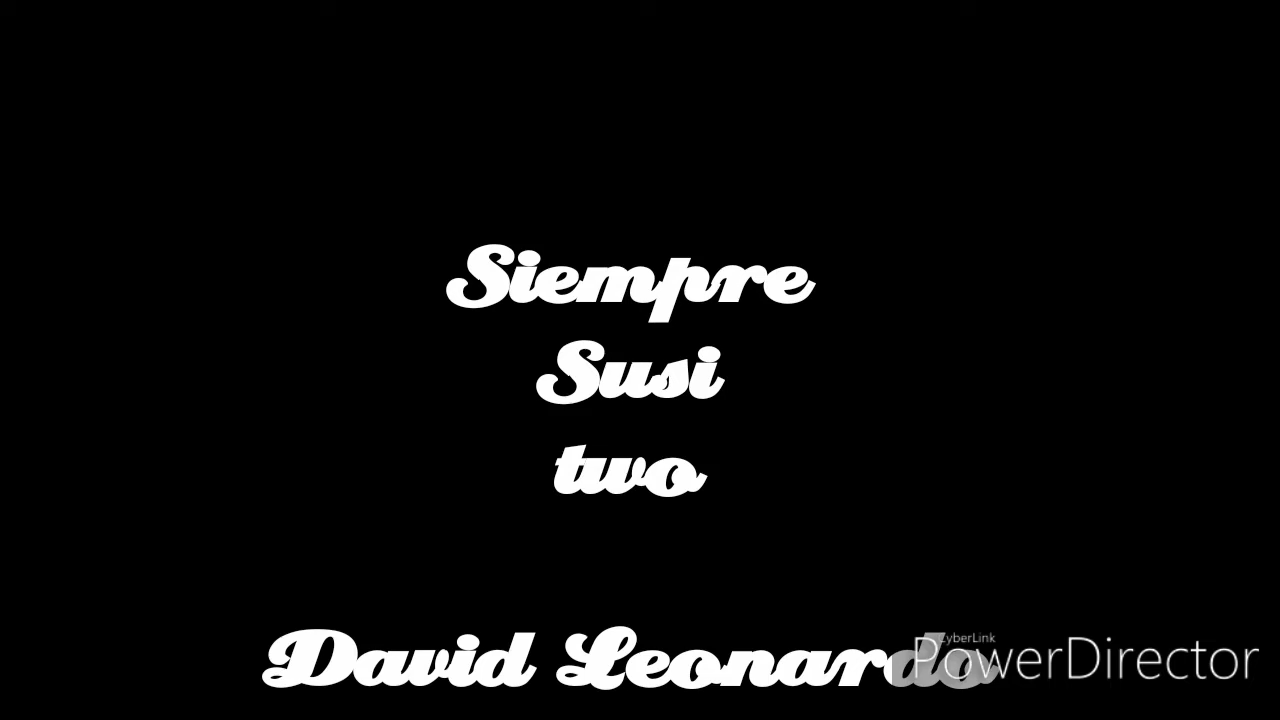 Siempre
Susi
two
David Leonardo
CyberLink
PowerDirector